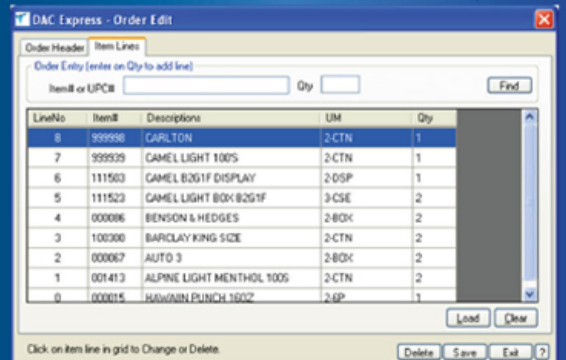 DAC Express - Order Edit
Order Header Item Lines
Order Entry (enter on Qty to add line)
Item# or UPC# Qty Find
LineNo Item# Descriptions UM Qty
8 999998 CARLTON 2-CTN 1
7 999939 CAMEL LIGHT 100'S 2-CTN 1
6 111503 CAMEL B2G1F DISPLAY 2-DSP 1
5 111523 CAMEL LIGHT BOX B2G1F 3-CSE 2
4 000086 BENSON & HEDGES 2-BOX 2
3 100300 BARCLAY KING SIZE 2-CTN 2
2 000067 AUTO 3 2-BOX 2
1 001413 ALPINE LIGHT MENTHOL 100S 2-CTN 2
0 000015 HAWAIIN PUNCH 16OZ 2-6P 1
Load Clear
Click on item line in grid to Change or Delete.
Delete Save Exit ?